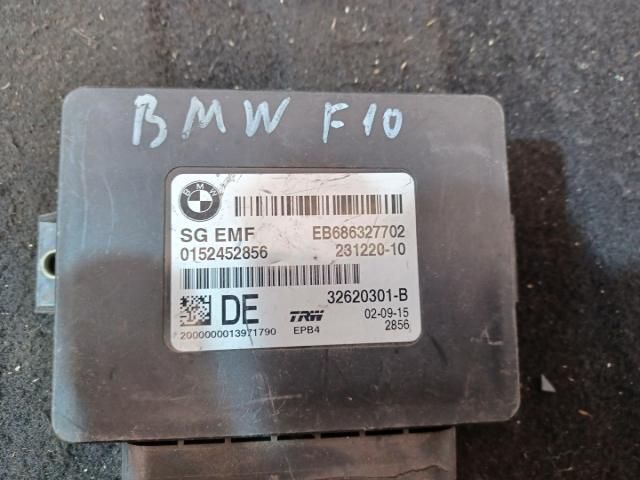 BMW F10
BMW
SG EMF EB686327702
0152452856 231220-10
DE 32620301-B
TRW 02-09-15
2000000013971790 EPB4 2856